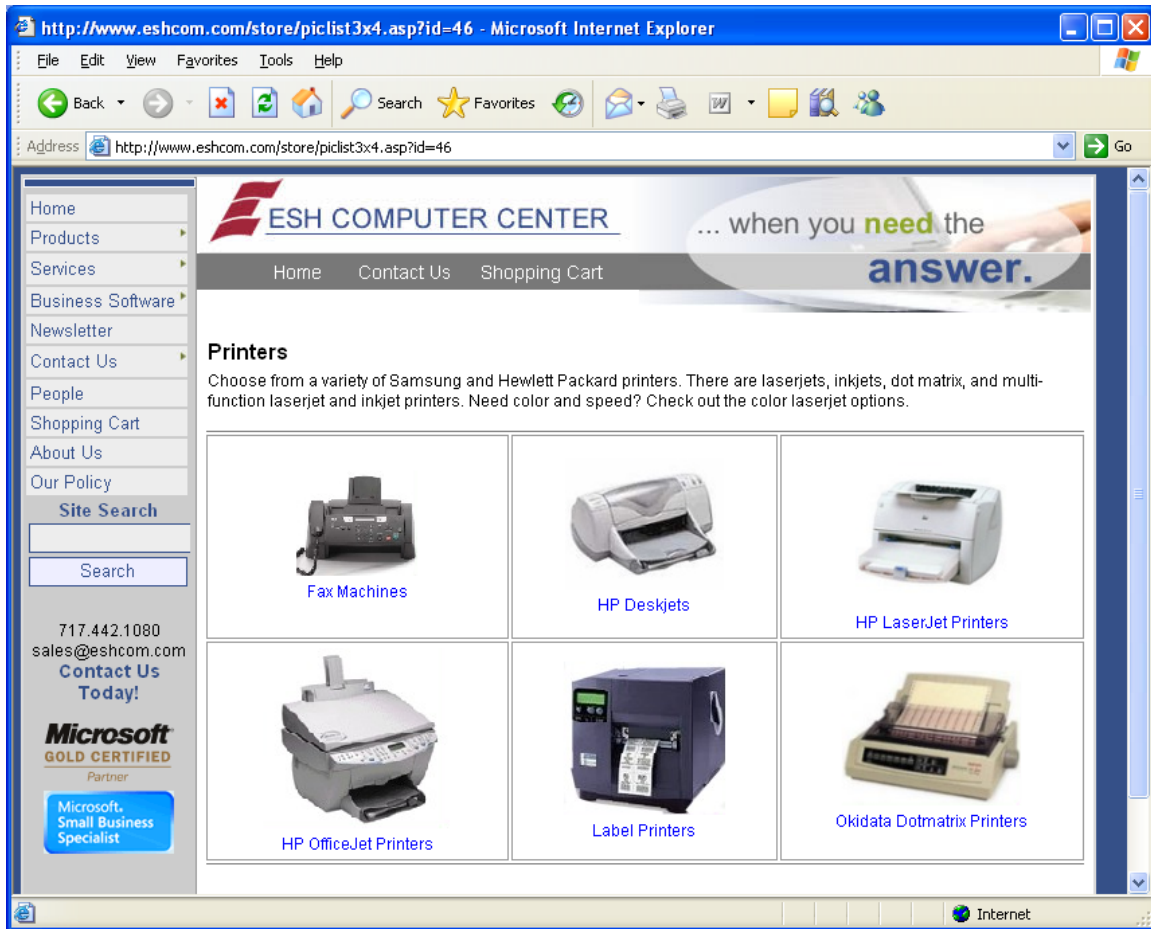 http://www.eshcom.com/store/piclist3x4.asp?id=46 - Microsoft Internet Explorer
File Edit View Favorites Tools Help
Back Search Favorites
Address http://www.eshcom.com/store/piclist3x4.asp?id=46 Go
Home
Products
Services
Business Software
Newsletter
Contact Us
People
Shopping Cart
About Us
Our Policy
Site Search
Search
717.442.1080
sales@eshcom.com
Contact Us
Today!
Microsoft
GOLD CERTIFIED
Partner
Microsoft.
Small Business
Specialist
ESH COMPUTER CENTER
... when you need the
answer.
Home Contact Us Shopping Cart
Printers
Choose from a variety of Samsung and Hewlett Packard printers. There are laserjets, inkjets, dot matrix, and multi-
function laserjet and inkjet printers. Need color and speed? Check out the color laserjet options.
Fax Machines
HP Deskjets
HP LaserJet Printers
HP OfficeJet Printers
Label Printers
Okidata Dotmatrix Printers
Internet